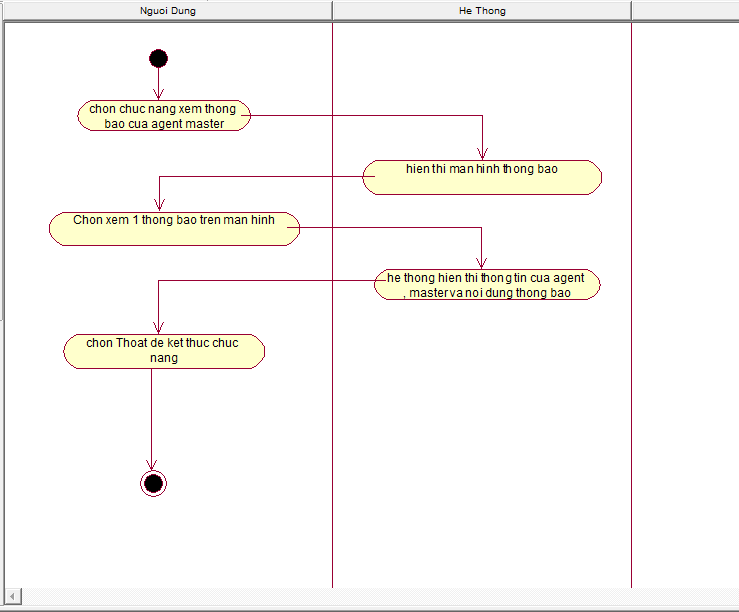 Nguoi Dung
He Thong
chon chuc nang xem thong
bao cua agent master
hien thi man hinh thong bao
Chon xem 1 thong bao tren man hinh
he thong hien thi thong tin cua agent
, master va noi dung thong bao
chon Thoat de ket thuc chuc
nang